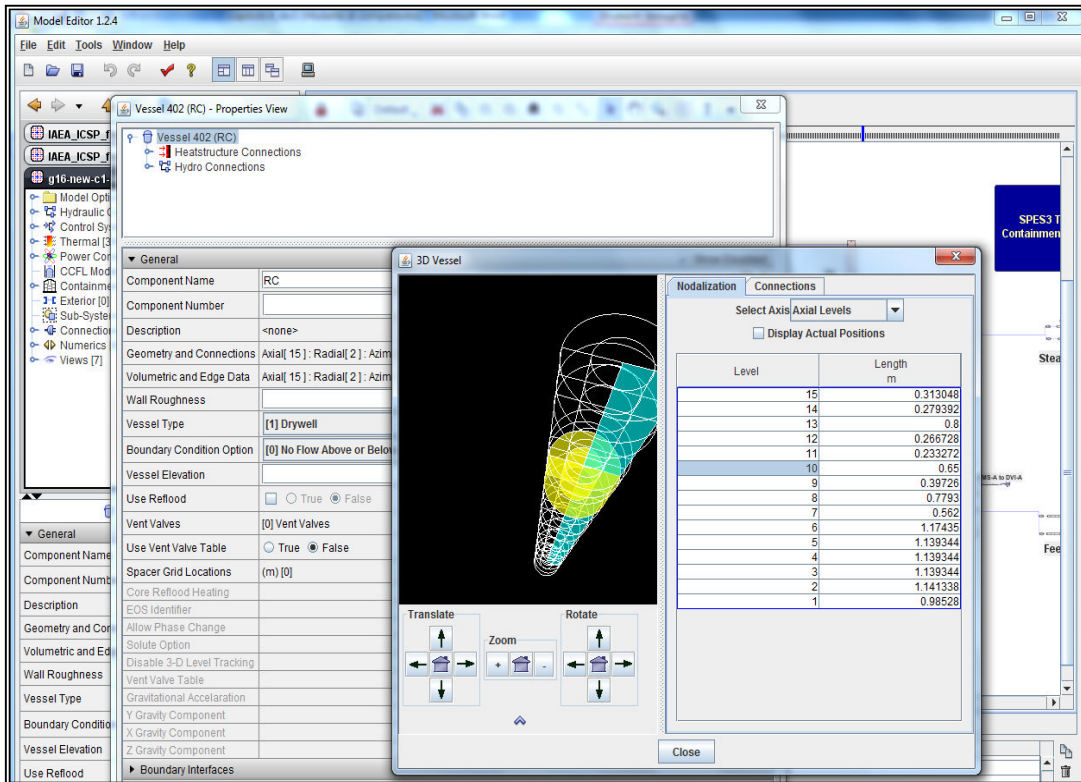 Model Editor 1.2.4
File Edit Tools Window Help
Vessel 402 (RC) - Properties View
IAEA_ICSP_f
IAEA_ICSP_f
g16-new-c1-
Model Opti
Hydraulic C
Control Sy
Thermal [3
Power Con
CCFL Mod
Containme
Exterior [0]
Sub-System
Connection
Numerics
Views [7]
Vessel 402 (RC)
Heatstructure Connections
Hydro Connections
SPES3 T
Containmen
Stea
MS-A to DVI-A
Fee
General
Component Name RC
Component Number
Description <none>
Geometry and Connections Axial[ 15 ] : Radial[ 2 ] : Azim
Volumetric and Edge Data Axial[ 15 ] : Radial[ 2 ] : Azim
Wall Roughness
Vessel Type [1] Drywell
Boundary Condition Option [0] No Flow Above or Belo
Vessel Elevation
Use Reflood True False
Vent Valves [0] Vent Valves
Use Vent Valve Table True False
Spacer Grid Locations (m) [0]
Core Reflood Heating
EOS Identifier
Allow Phase Change
Solute Option
Disable 3-D Level Tracking
Vent Valve Table
Gravitational Accelaration
Y Gravity Component
X Gravity Component
Z Gravity Component
Boundary Interfaces
General
Component Name
Component Numb
Description
Geometry and Cor
Volumetric and Ed
Wall Roughness
Vessel Type
Boundary Conditio
Vessel Elevation
Use Reflood
3D Vessel
Nodalization Connections
Select Axis Axial Levels
Display Actual Positions
Level Length
m
15 0.313048
14 0.279392
13 0.8
12 0.266728
11 0.233272
10 0.65
9 0.39726
8 0.7793
7 0.562
6 1.17435
5 1.139344
4 1.139344
3 1.139344
2 1.141338
1 0.98528
Translate
Zoom
Rotate
+ -
Close